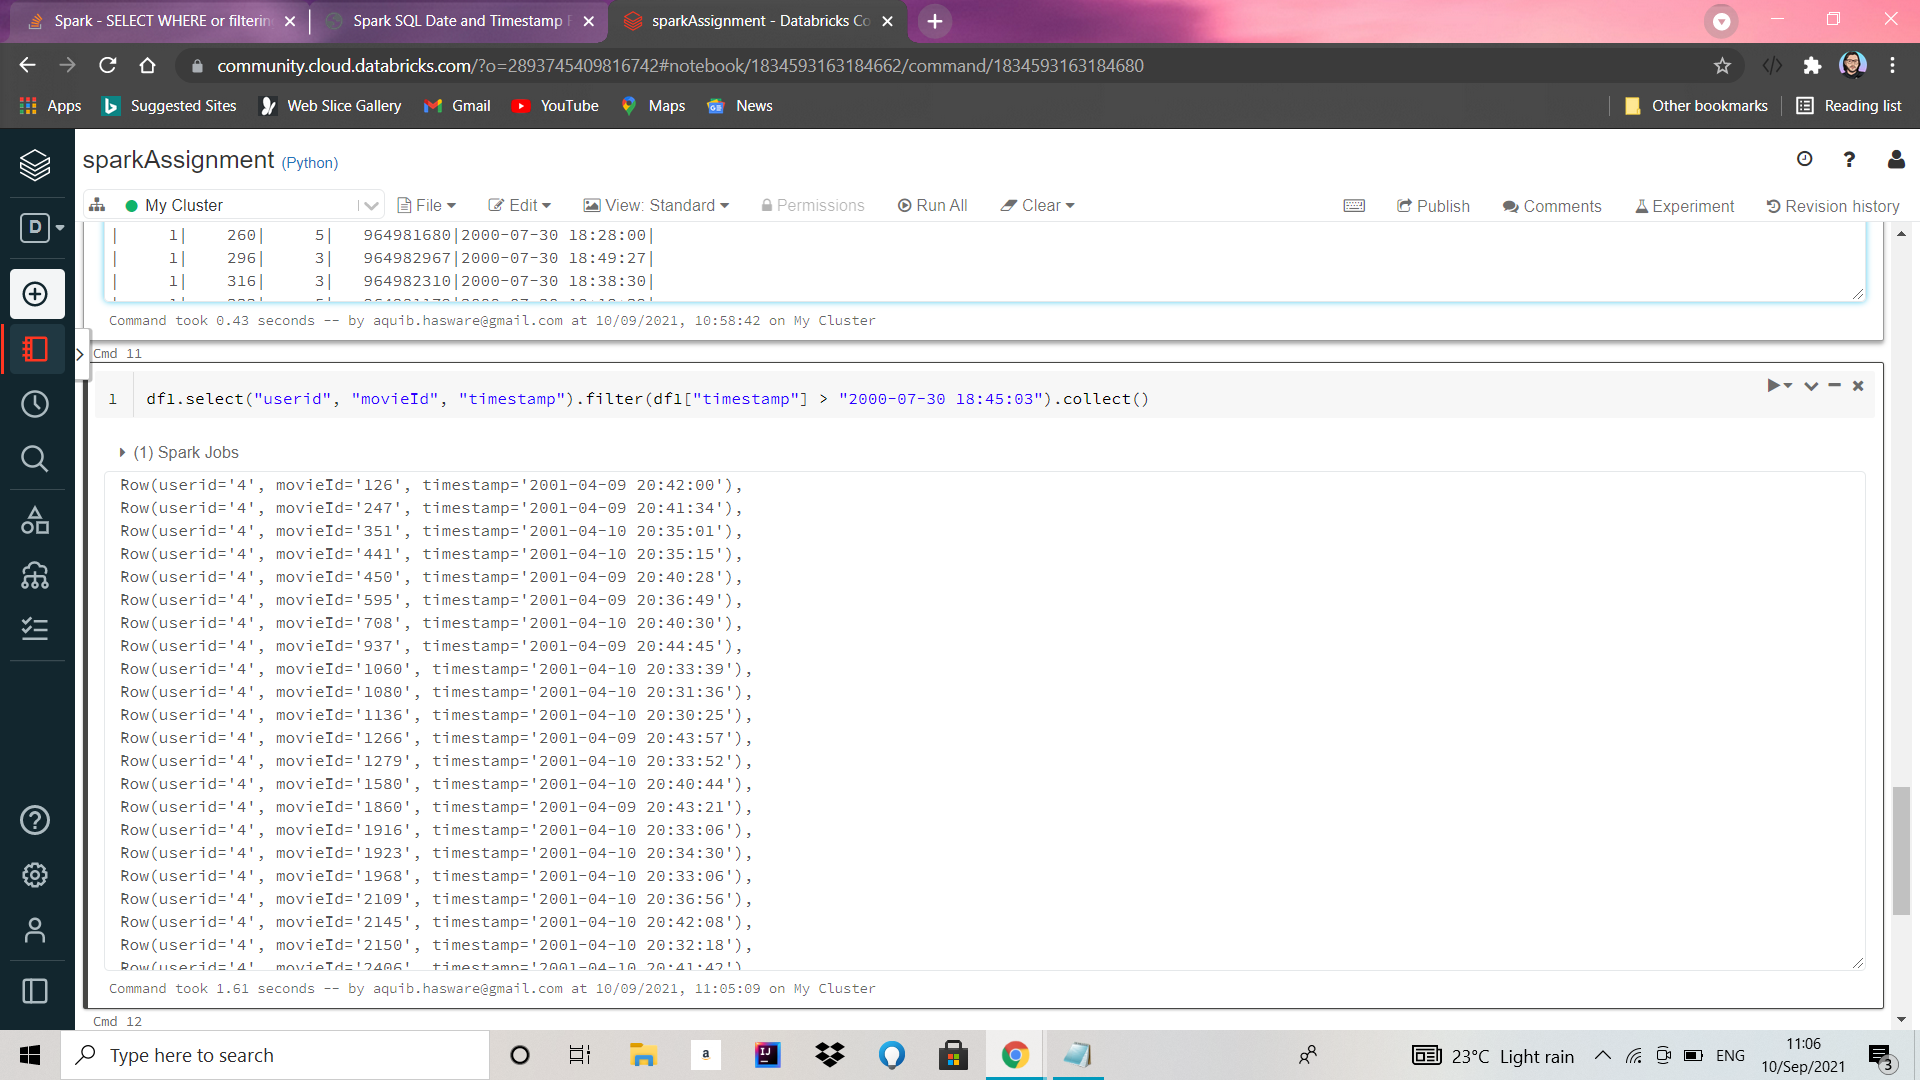 Spark - SELECT WHERE or filterin
Spark SQL Date and Timestamp F
sparkAssignment - Databricks Co
community.cloud.databricks.com/?o=2893745409816742#notebook/1834593163184662/command/1834593163184680
Apps
Suggested Sites
Web Slice Gallery
Gmail
YouTube
Maps
News
Other bookmarks
Reading list
sparkAssignment (Python)
D
My Cluster
File
Edit
View: Standard
Permissions
Run All
Clear
Publish
Comments
Experiment
Revision history
| 1| 260| 5| 964981680|2000-07-30 18:28:00|
| 1| 296| 3| 964982967|2000-07-30 18:49:27|
| 1| 316| 3| 964982310|2000-07-30 18:38:30|
Command took 0.43 seconds -- by aquib.hasware@gmail.com at 10/09/2021, 10:58:42 on My Cluster
Cmd 11
1 df1.select("userid", "movieId", "timestamp").filter(df1["timestamp"] > "2000-07-30 18:45:03").collect()
(1) Spark Jobs
Row(userid='4', movieId='126', timestamp='2001-04-09 20:42:00'),
Row(userid='4', movieId='247', timestamp='2001-04-09 20:41:34'),
Row(userid='4', movieId='351', timestamp='2001-04-10 20:35:01'),
Row(userid='4', movieId='441', timestamp='2001-04-10 20:35:15'),
Row(userid='4', movieId='450', timestamp='2001-04-09 20:40:28'),
Row(userid='4', movieId='595', timestamp='2001-04-09 20:36:49'),
Row(userid='4', movieId='708', timestamp='2001-04-10 20:40:30'),
Row(userid='4', movieId='937', timestamp='2001-04-09 20:44:45'),
Row(userid='4', movieId='1060', timestamp='2001-04-10 20:33:39'),
Row(userid='4', movieId='1080', timestamp='2001-04-10 20:31:36'),
Row(userid='4', movieId='1136', timestamp='2001-04-10 20:30:25'),
Row(userid='4', movieId='1266', timestamp='2001-04-09 20:43:57'),
Row(userid='4', movieId='1279', timestamp='2001-04-10 20:33:52'),
Row(userid='4', movieId='1580', timestamp='2001-04-10 20:40:44'),
Row(userid='4', movieId='1860', timestamp='2001-04-09 20:43:21'),
Row(userid='4', movieId='1916', timestamp='2001-04-10 20:33:06'),
Row(userid='4', movieId='1923', timestamp='2001-04-10 20:34:30'),
Row(userid='4', movieId='1968', timestamp='2001-04-10 20:33:06'),
Row(userid='4', movieId='2109', timestamp='2001-04-10 20:36:56'),
Row(userid='4', movieId='2145', timestamp='2001-04-10 20:42:08'),
Row(userid='4', movieId='2150', timestamp='2001-04-10 20:32:18'),
Row(userid='4', movieId='2406', timestamp='2001-04-10 20:41:42')
Command took 1.61 seconds -- by aquib.hasware@gmail.com at 10/09/2021, 11:05:09 on My Cluster
Cmd 12
Type here to search
23°C Light rain
ENG
11:06
10/Sep/2021
3